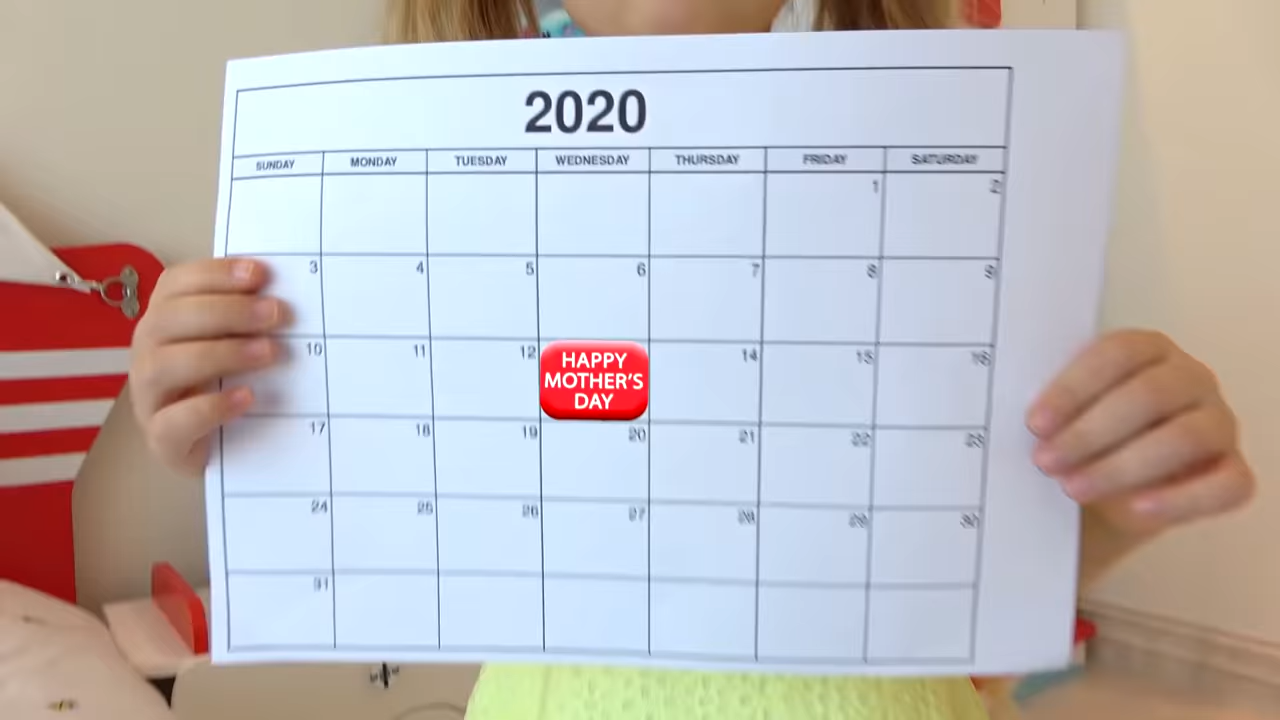 2020
SUNDAY MONDAY TUESDAY WEDNESDAY THURSDAY FRIDAY SATURDAY
1 2
3 4 5 6 7 8 9
10 11 12 HAPPY MOTHER'S DAY 14 15 16
17 18 19 20 21 22 23
24 25 26 27 28 29 30
31